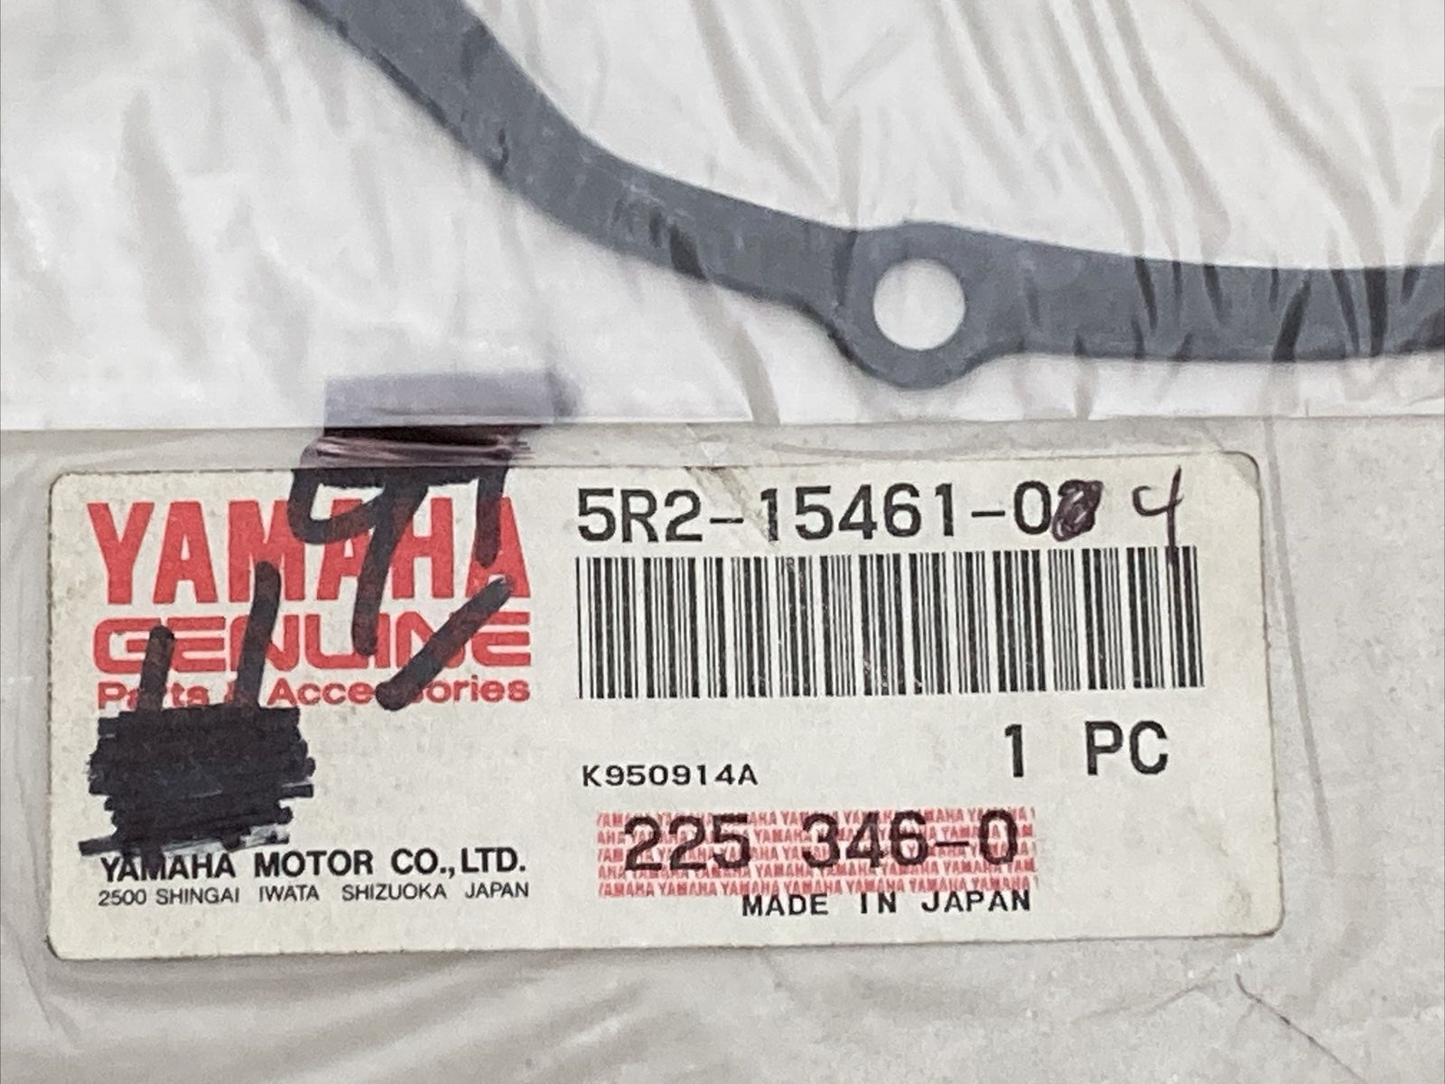 YAMAHA
GENUINE
Parts & Accessories
5R2-15461-0 4
K950914A
1 PC
225 346-0
MADE IN JAPAN
YAMAHA MOTOR CO.,LTD.
2500 SHINGAI IWATA SHIZUOKA JAPAN